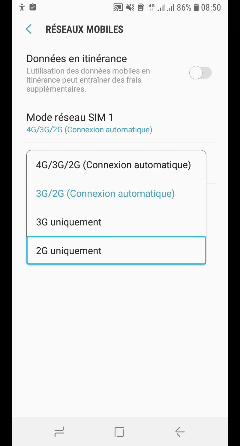 86% 08:50
RÉSEAUX MOBILES
Données en itinérance
L'utilisation des données mobiles en
itinérance peut entraîner des frais
supplémentaires.
Mode réseau SIM 1
4G/3G/2G (Connexion automatique)
4G/3G/2G (Connexion automatique)
3G/2G (Connexion automatique)
3G uniquement
2G uniquement